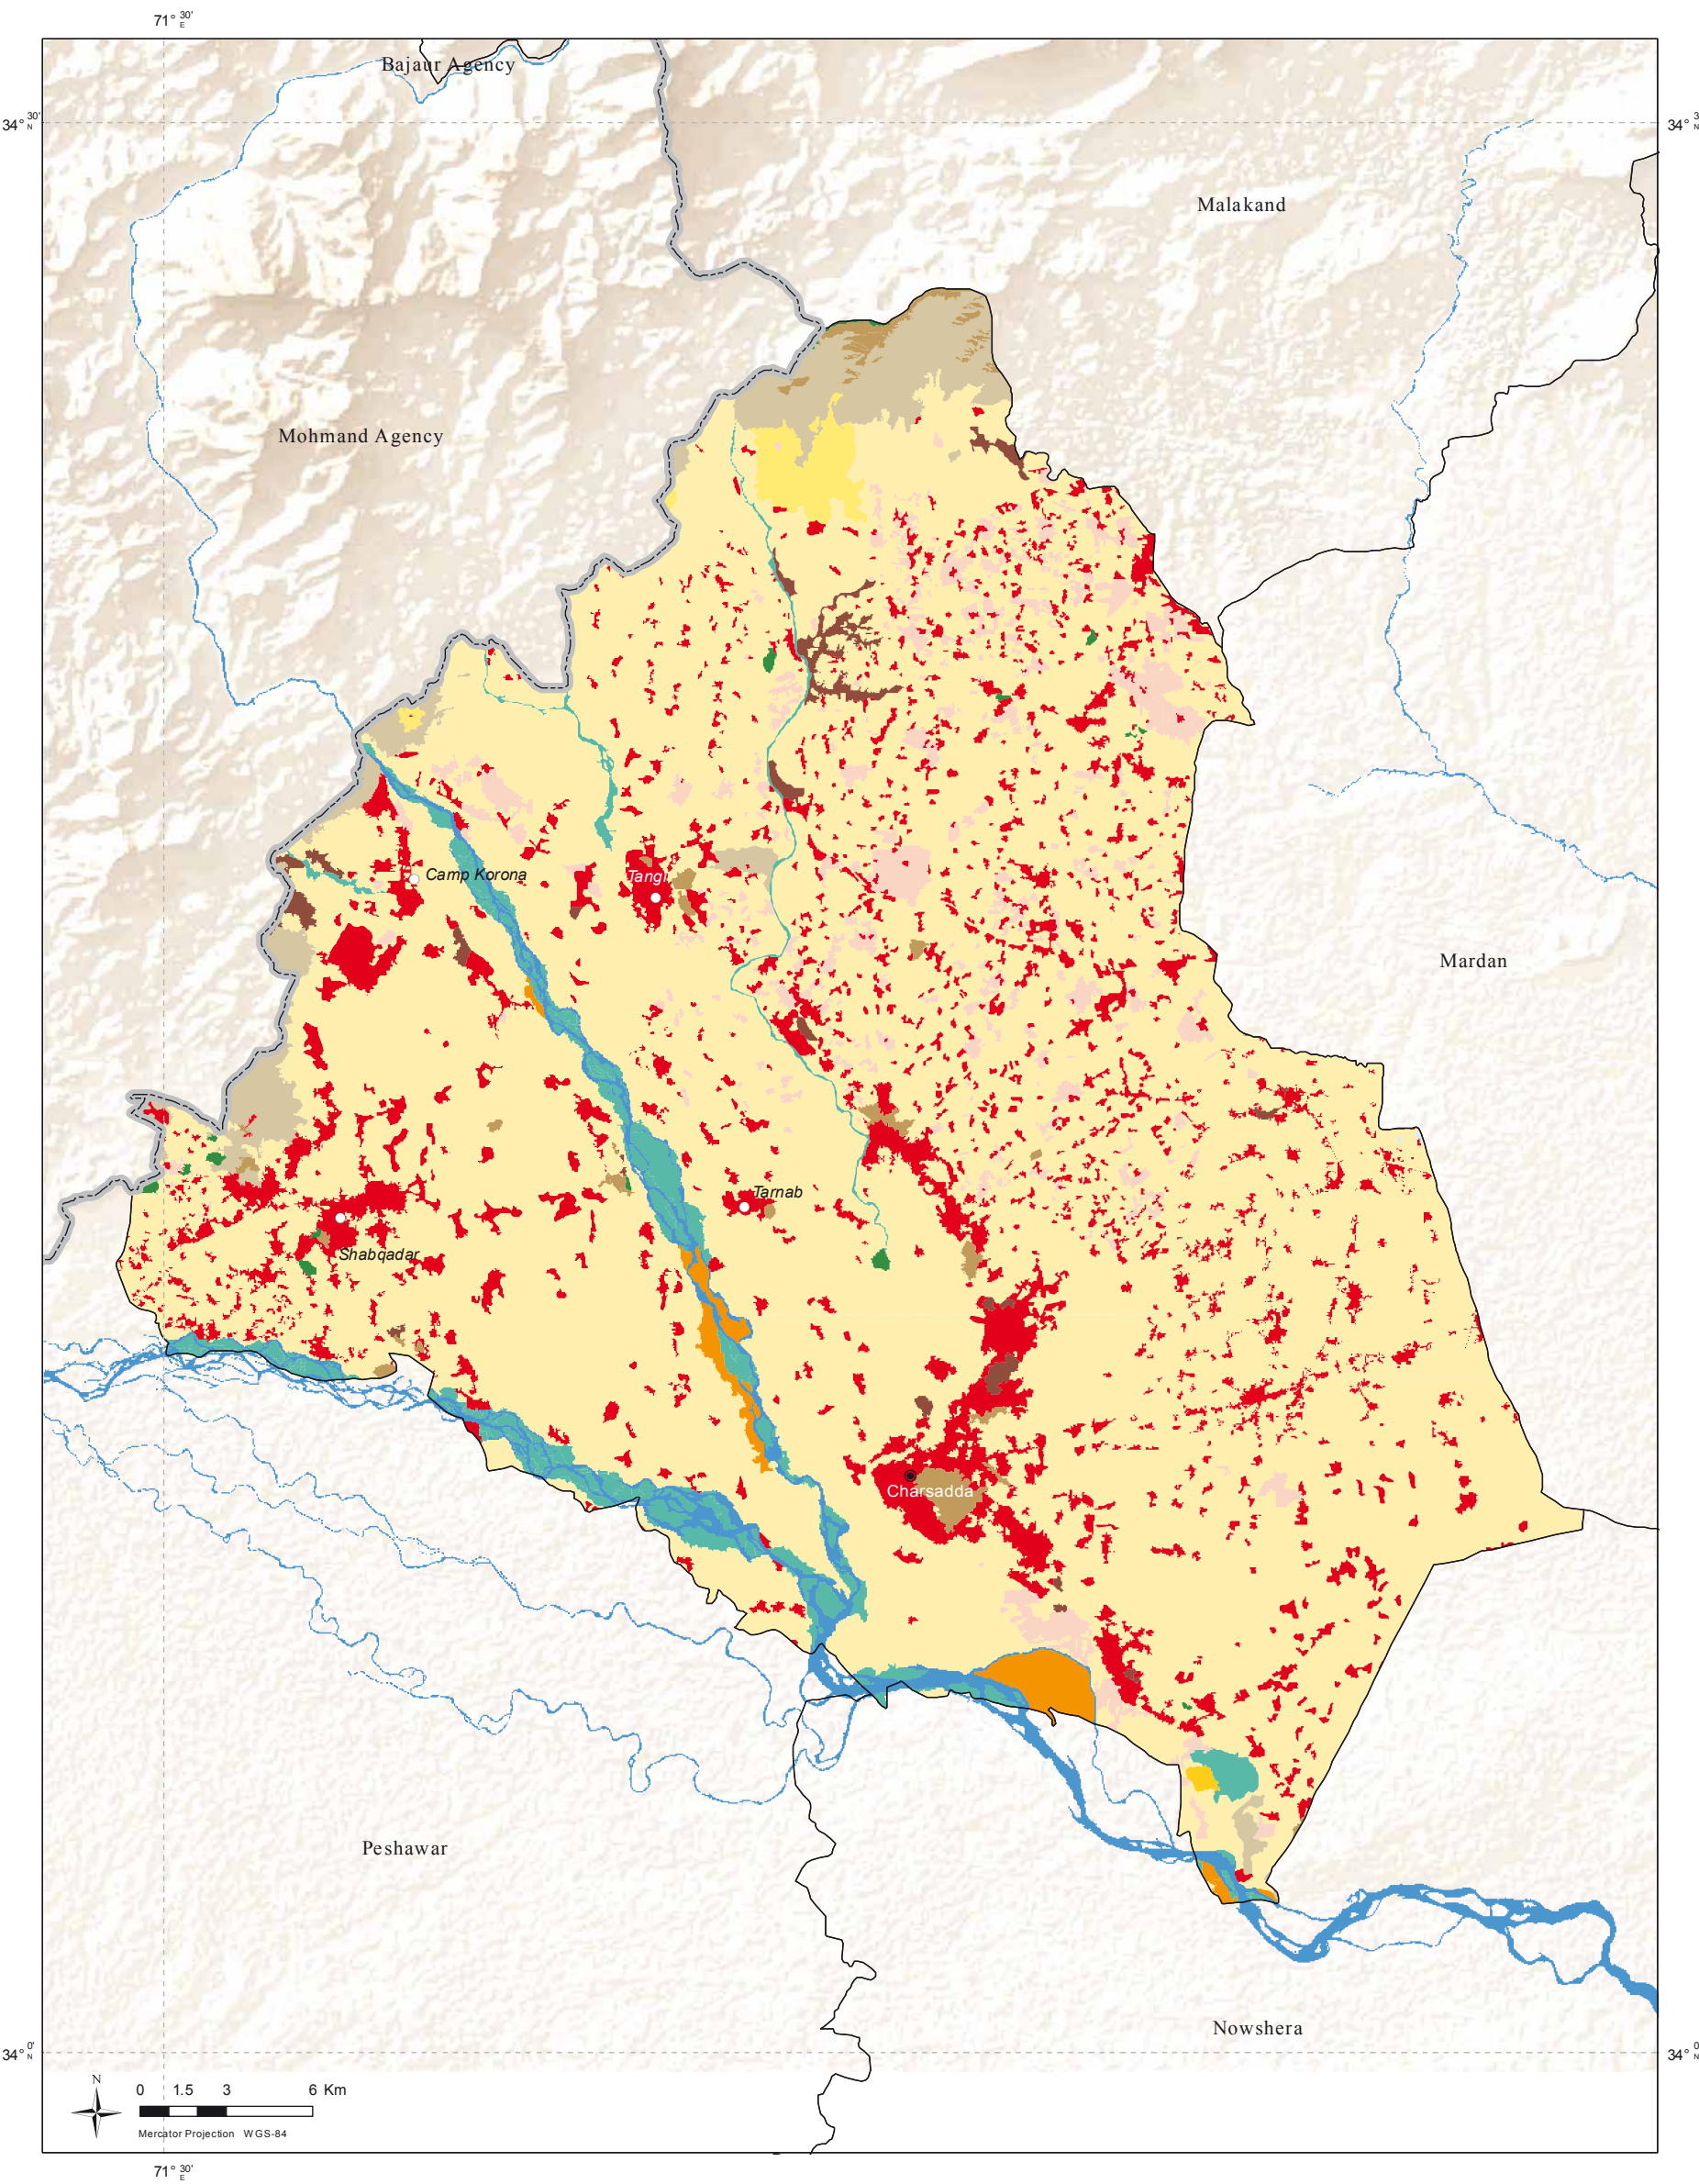 71° 30' E
Bajaur Agency
34° 30' N
34° 3 N
Malakand
Mohmand Agency
Camp Korona
Tangi
Mardan
Tarnab
Shabqadar
Charsadda
Peshawar
Nowshera
34° 0' N
34° 0 N
N
0 1.5 3 6 Km
Mercator Projection WGS-84
71° 30' E